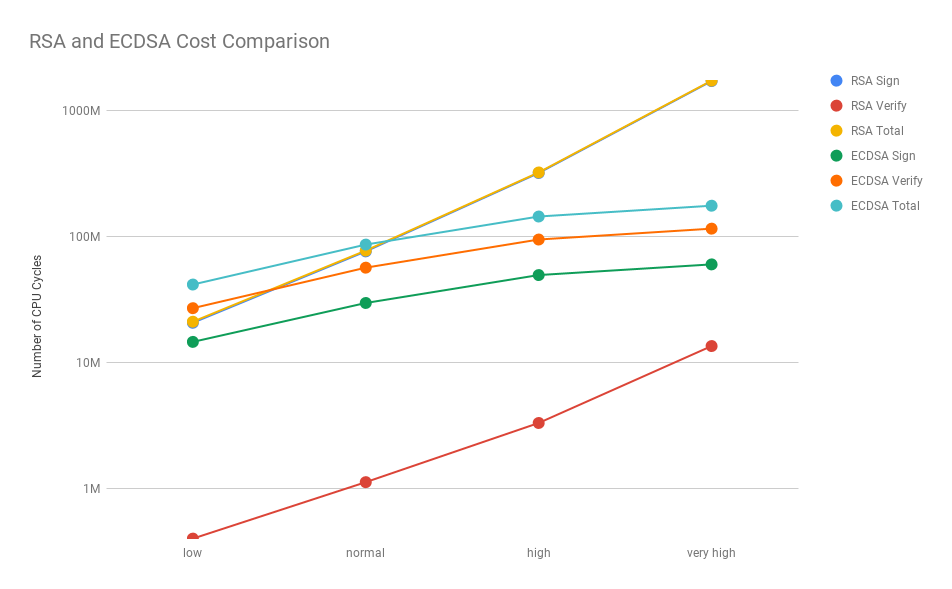 RSA and ECDSA Cost Comparison
RSA Sign
RSA Verify
RSA Total
ECDSA Sign
ECDSA Verify
ECDSA Total
Number of CPU Cycles
1000M
100M
10M
1M
low normal high very high